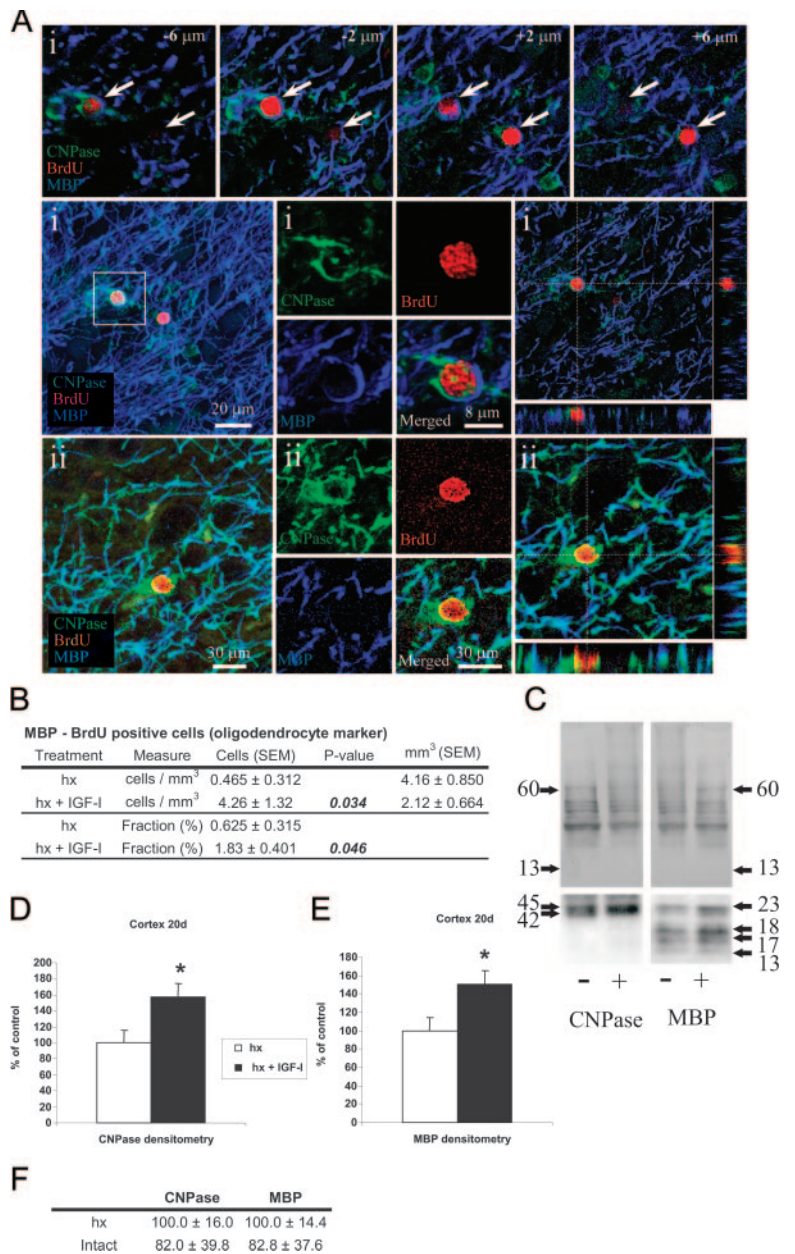 A
i
-6 µm
-2 µm
+2 µm
+6 µm
CNPase
BrdU
MBP
i
CNPase
BrdU
MBP
20 µm
i
CNPase
BrdU
MBP
Merged
8 µm
i
ii
CNPase
BrdU
MBP
30 µm
ii
CNPase
BrdU
MBP
Merged
30 µm
ii
B
MBP - BrdU positive cells (oligodendrocyte marker)
Treatment Measure Cells (SEM) P-value mm³ (SEM)
hx cells / mm³ 0.465 ± 0.312 4.16 ± 0.850
hx + IGF-I cells / mm³ 4.26 ± 1.32 0.034 2.12 ± 0.664
hx Fraction (%) 0.625 ± 0.315
hx + IGF-I Fraction (%) 1.83 ± 0.401 0.046
C
60
60
13
13
45
42
23
18
17
13
- + - +
CNPase MBP
D
Cortex 20d
% of control
200
180
160
140
120
100
80
60
40
20
0
*
CNPase densitometry
hx
hx + IGF-I
E
Cortex 20d
% of control
180
160
140
120
100
80
60
40
20
0
*
MBP densitometry
F
CNPase MBP
hx 100.0 ± 16.0 100.0 ± 14.4
Intact 82.0 ± 39.8 82.8 ± 37.6